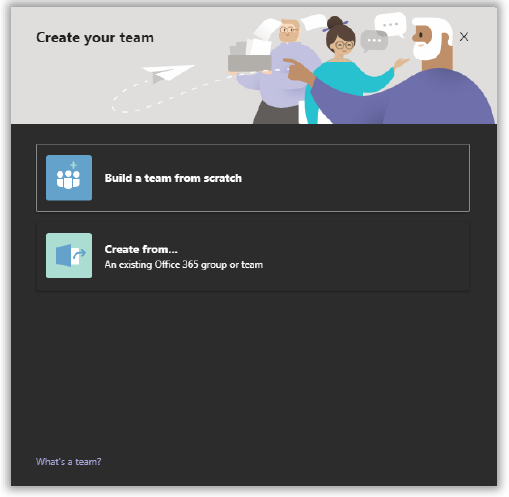 Create your team
Build a team from scratch
Create from...
An existing Office 365 group or team
What's a team?